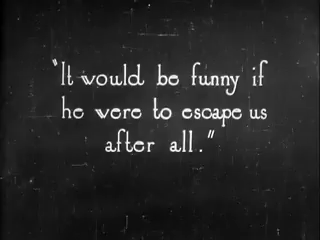 "It would be funny if
he were to escape us
after all."